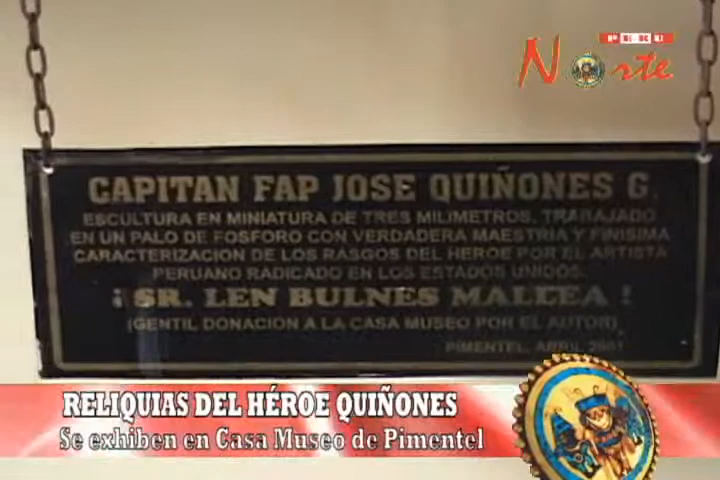 Norte
CAPITAN FAP JOSE QUIÑONES G.
ESCULTURA EN MINIATURA DE TRES MILIMETROS, TRABAJADO
EN UN PALO DE FOSFORO CON VERDADERA MAESTRIA Y FINISIMA
CARACTERIZACION DE LOS RASGOS DEL HEROE POR EL ARTISTA
PERUANO RADICADO EN LOS ESTADOS UNIDOS.
¡ SR. LEN BULNES MALLEA !
(GENTIL DONACION A LA CASA MUSEO POR EL AUTOR)
PIMENTEL, ABRIL
RELIQUIAS DEL HÉROE QUIÑONES
Se exhiben en Casa Museo de Pimentel